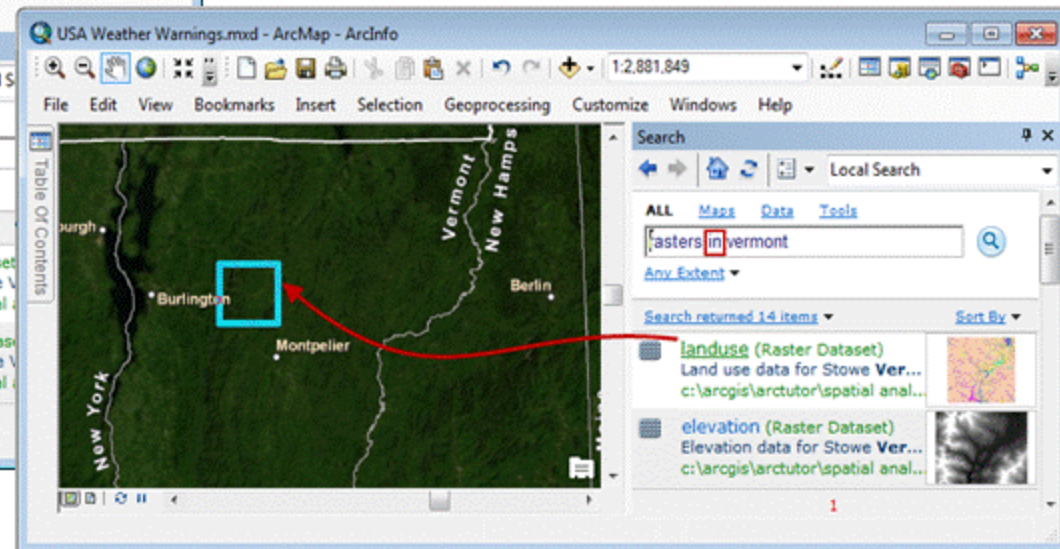 USA Weather Warnings.mxd - ArcMap - ArcInfo
1:2,881,849
File Edit View Bookmarks Insert Selection Geoprocessing Customize Windows Help
Table Of Contents
Vermont
New Hamps
burgh
Burlington
Berlin
Montpelier
New York
Search
Local Search
ALL Maps Data Tools
rasters in vermont
Any Extent
Search returned 14 items Sort By
landuse (Raster Dataset)
Land use data for Stowe Ver...
c:\arcgis\arctutor\spatial anal...
elevation (Raster Dataset)
Elevation data for Stowe Ver...
c:\arcgis\arctutor\spatial anal...
1